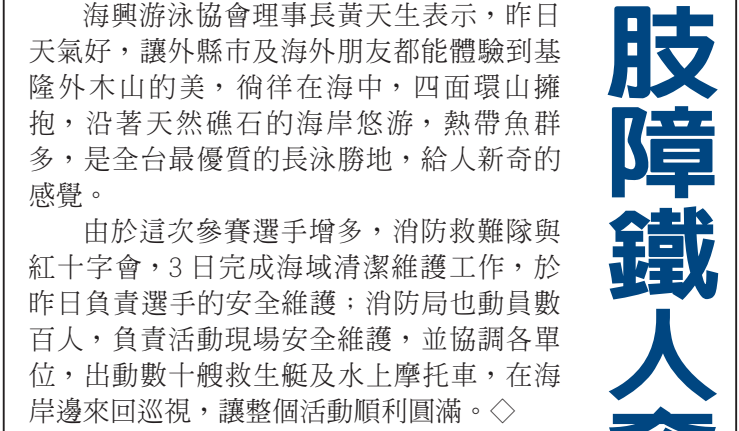 海興游泳協會理事長黃天生表示，昨日
天氣好，讓外縣市及海外朋友都能體驗到基
隆外木山的美，徜徉在海中，四面環山擁
抱，沿著天然礁石的海岸悠游，熱帶魚群
多，是全台最優質的長泳勝地，給人新奇的
感覺。
由於這次參賽選手增多，消防救難隊與
紅十字會，3日完成海域清潔維護工作，於
昨日負責選手的安全維護；消防局也動員數
百人，負責活動現場安全維護，並協調各單
位，出動數十艘救生艇及水上摩托車，在海
岸邊來回巡視，讓整個活動順利圓滿。◇
肢障鐵人